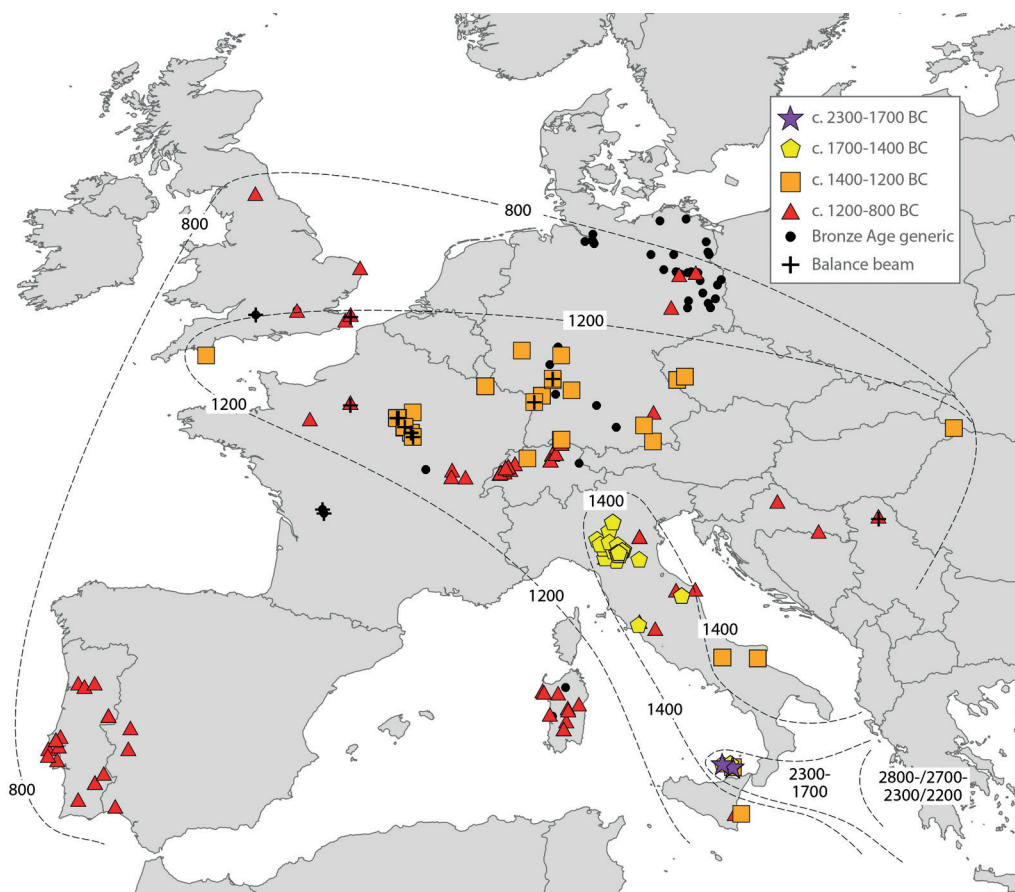 c. 2300-1700 BC
c. 1700-1400 BC
c. 1400-1200 BC
c. 1200-800 BC
Bronze Age generic
Balance beam
800
800
1200
1200
1400
1200
1400
1400
2300-
1700
2800-/2700-
2300/2200
800